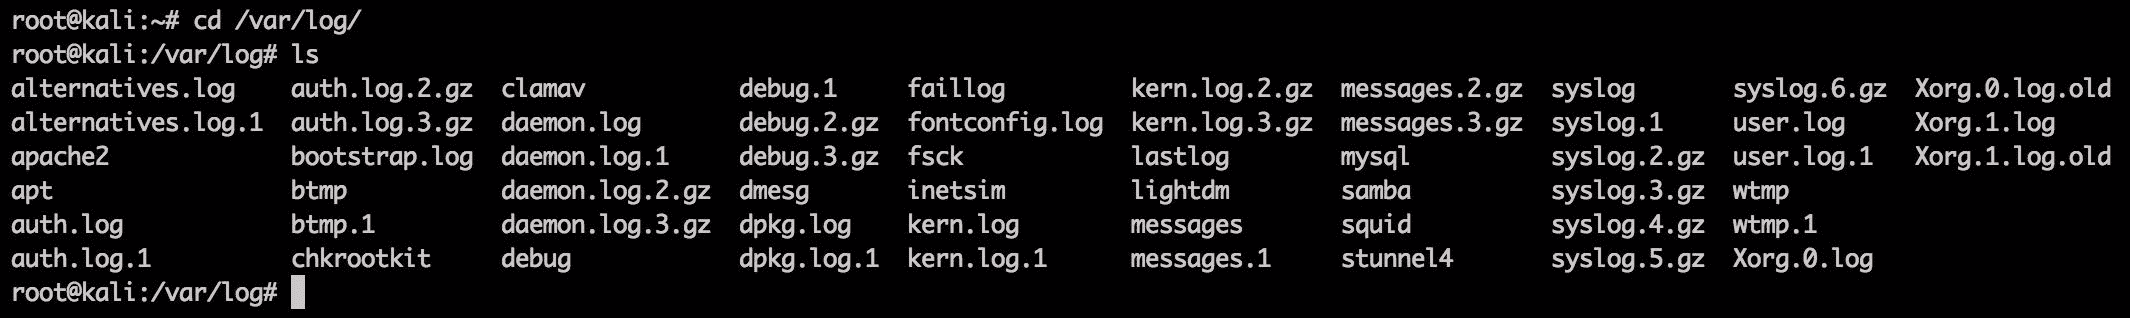 root@kali:~# cd /var/log/
root@kali:/var/log# ls
alternatives.log    auth.log.2.gz  clamav           debug.1     faillog         kern.log.2.gz  messages.2.gz  syslog       syslog.6.gz  Xorg.0.log.old
alternatives.log.1  auth.log.3.gz  daemon.log       debug.2.gz  fontconfig.log  kern.log.3.gz  messages.3.gz  syslog.1     user.log     Xorg.1.log
apache2             bootstrap.log  daemon.log.1     debug.3.gz  fsck            lastlog        mysql          syslog.2.gz  user.log.1   Xorg.1.log.old
apt                 btmp           daemon.log.2.gz  dmesg       inetsim         lightdm        samba          syslog.3.gz  wtmp
auth.log            btmp.1         daemon.log.3.gz  dpkg.log    kern.log        messages       squid          syslog.4.gz  wtmp.1
auth.log.1          chkrootkit     debug            dpkg.log.1  kern.log.1      messages.1     stunnel4       syslog.5.gz  Xorg.0.log
root@kali:/var/log#